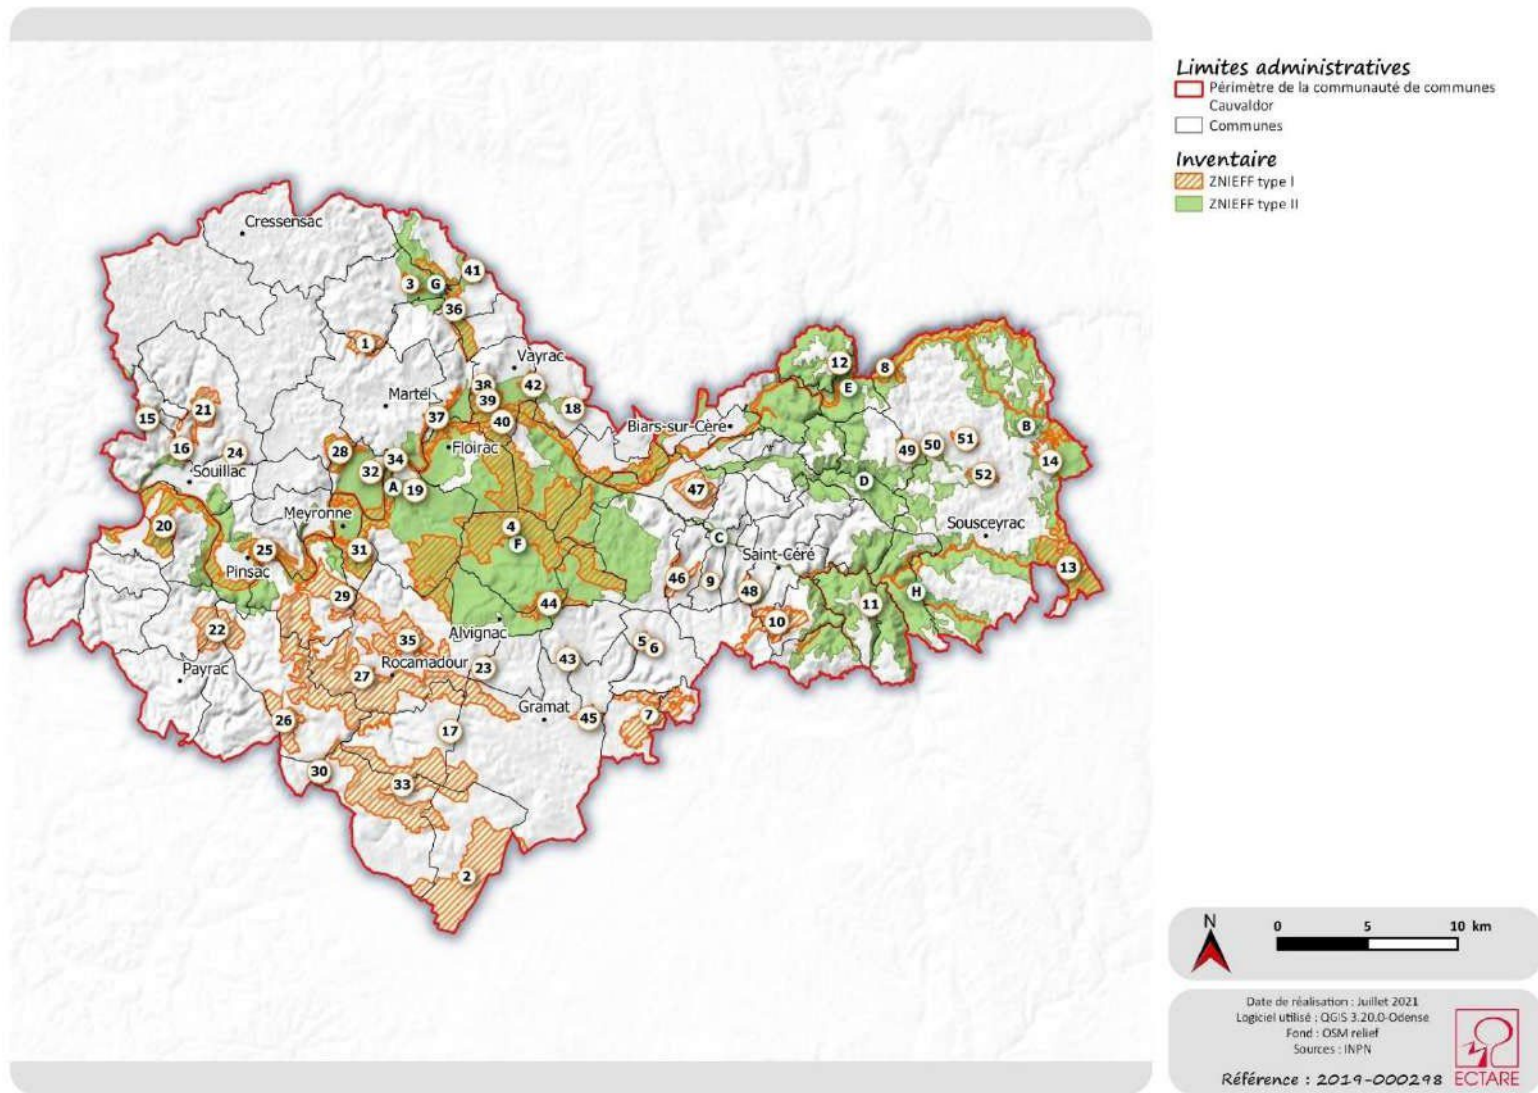 Limites administratives
Périmètre de la communauté de communes
Cauvaldor
Communes
Inventaire
ZNIEFF type I
ZNIEFF type II
Cressensac
41
3 G
36
1
Vayrac
12
8
E
38 42
Martel
39
18
15 21
37
40
Biars-sur-Cère
B
16
Floirac
49 50 51
24
28
34
14
Souillac
32
52
A 19
47
D
20
Meyronne
4
Sousceyrac
25
31
F
C
Pinsac
Saint-Céré
13
46 9
48
29
44
11
H
22
10
Alvignac
35
5 6
Payrac
27
Rocamadour
23
43
26
Gramat
45
7
17
30
33
2
N
0 5 10 km
Date de réalisation : Juillet 2021
Logiciel utilisé : QGIS 3.20.0-Odense
Fond : OSM relief
Sources : INPN
Référence : 2019-000298
ECTARE